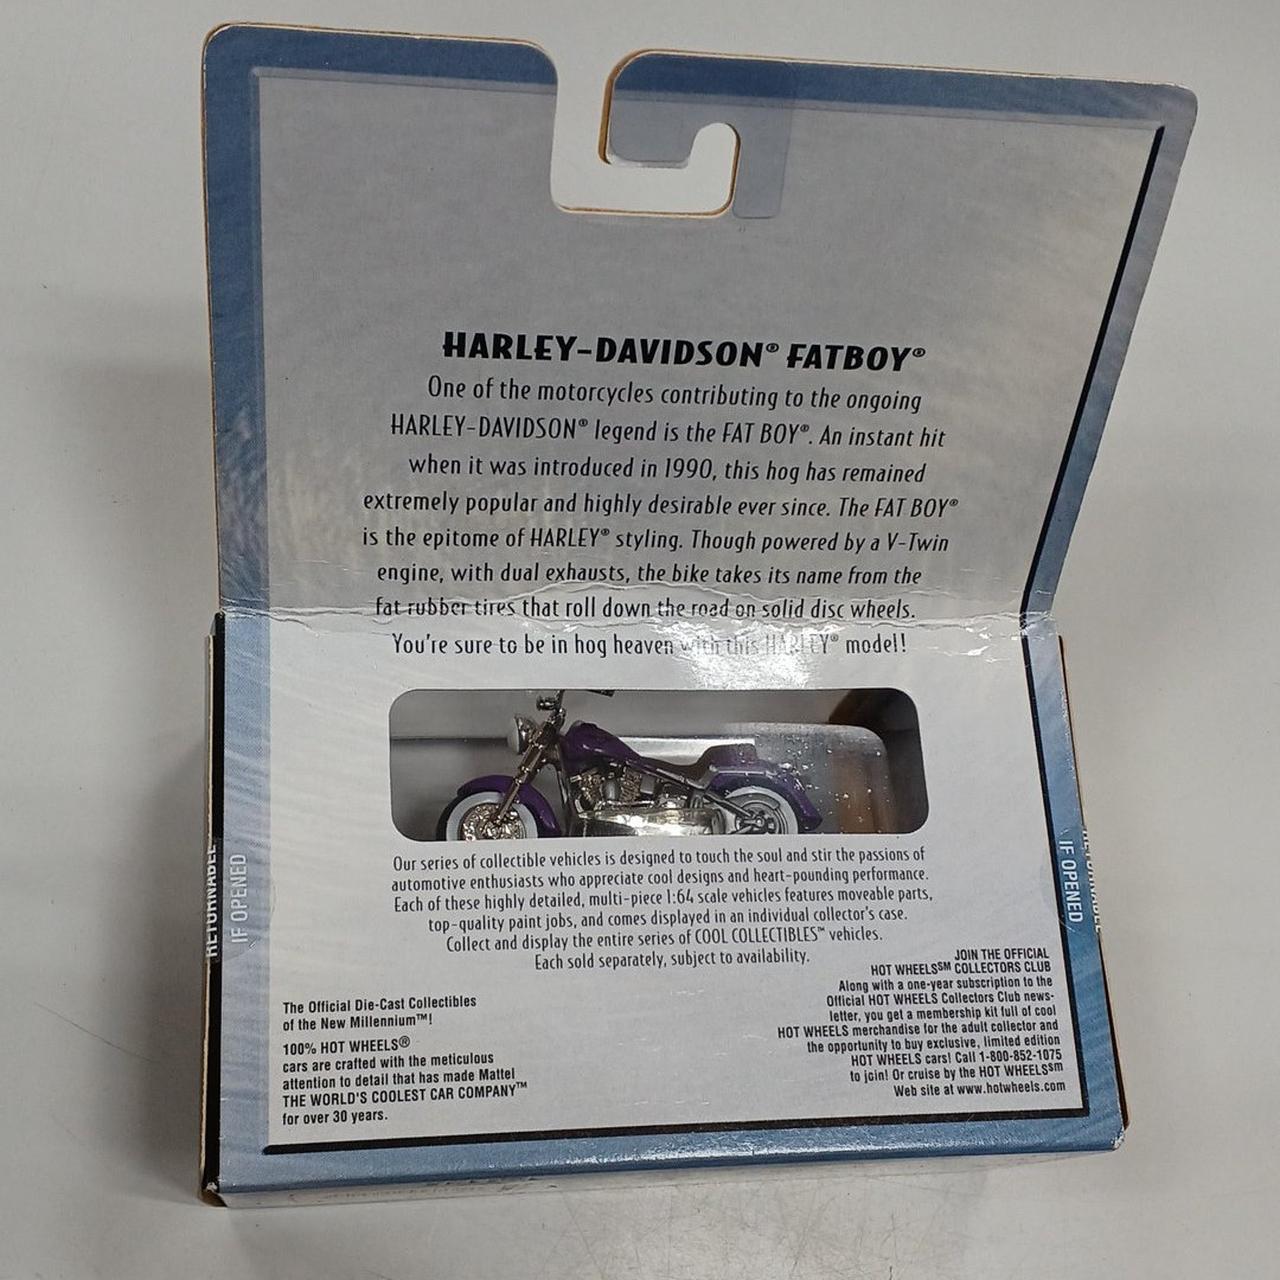 HARLEY-DAVIDSON® FATBOY®
One of the motorcycles contributing to the ongoing
HARLEY-DAVIDSON® legend is the FAT BOY®. An instant hit
when it was introduced in 1990, this hog has remained
extremely popular and highly desirable ever since. The FAT BOY®
is the epitome of HARLEY® styling. Though powered by a V-Twin
engine, with dual exhausts, the bike takes its name from the
fat rubber tires that roll down the road on solid disc wheels.
You're sure to be in hog heaven with this HARLEY® model!
Our series of collectible vehicles is designed to touch the soul and stir the passions of
automotive enthusiasts who appreciate cool designs and heart-pounding performance.
Each of these highly detailed, multi-piece 1:64 scale vehicles features moveable parts,
top-quality paint jobs, and comes displayed in an individual collector's case.
Collect and display the entire series of COOL COLLECTIBLES™ vehicles.
Each sold separately, subject to availability.
The Official Die-Cast Collectibles
of the New Millennium™!
100% HOT WHEELS®
cars are crafted with the meticulous
attention to detail that has made Mattel
THE WORLD'S COOLEST CAR COMPANY™
for over 30 years.
JOIN THE OFFICIAL
HOT WHEELS℠ COLLECTORS CLUB
Along with a one-year subscription to the
Official HOT WHEELS Collectors Club news-
letter, you get a membership kit full of cool
HOT WHEELS merchandise for the adult collector and
the opportunity to buy exclusive, limited edition
HOT WHEELS cars! Call 1-800-852-1075
to join! Or cruise by the HOT WHEELS℠
Web site at www.hotwheels.com
RETURNABLE
IF OPENED
IF OPENED
RETURNABLE